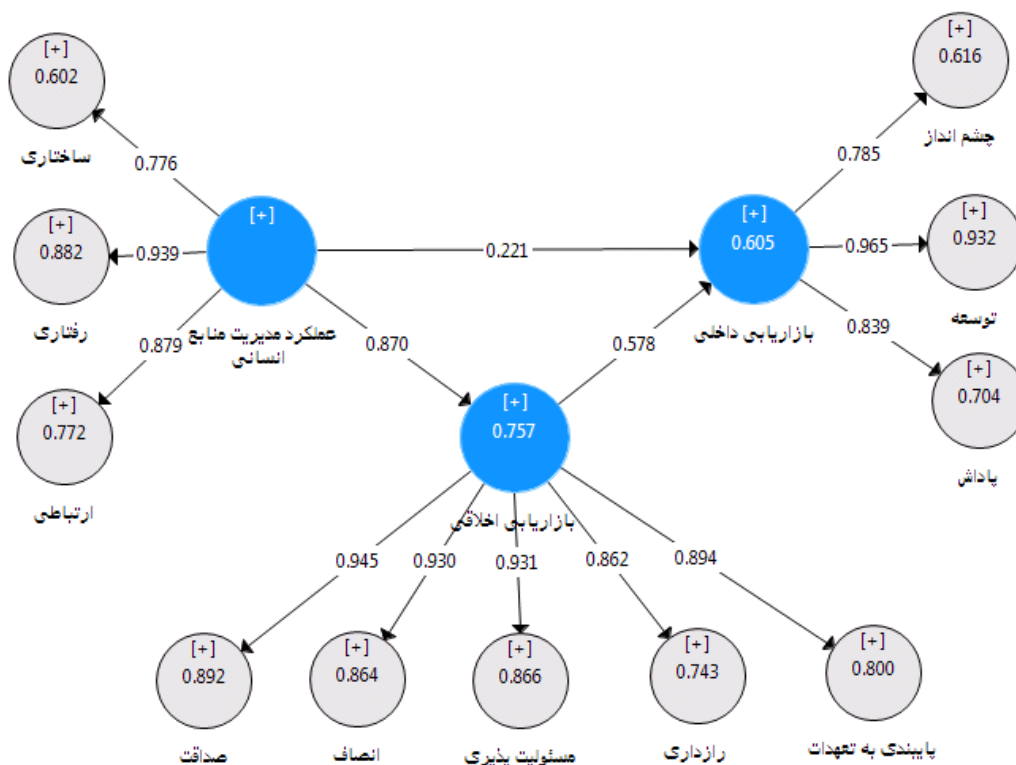 [+]
0.602
ساختاری
[+]
0.616
چشم انداز
0.776
0.785
[+]
0.882
رفتاری
0.939
[+]
عملکرد مدیریت منابع
انسانی
0.221
[+]
0.605
بازاریابی داخلی
0.965
[+]
0.932
توسعه
0.879
0.870
0.578
0.839
[+]
0.772
ارتباطی
[+]
0.757
بازاریابی اخلاقی
[+]
0.704
پاداش
0.945
0.930
0.931
0.862
0.894
[+]
0.892
صداقت
[+]
0.864
انصاف
[+]
0.866
مسئولیت پذیری
[+]
0.743
رازداری
[+]
0.800
پایبندی به تعهدات